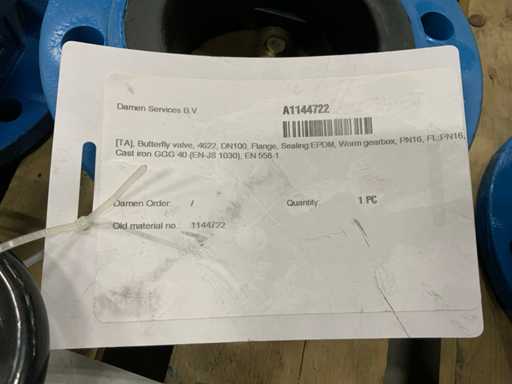 Damen Services B.V.
A1144722
[TA], Butterfly valve, 4622, DN100, Flange, Sealing:EPDM, Worm gearbox, PN16, FL:PN16,
Cast iron GGG 40 (EN-JS 1030), EN 558-1
Damen Order: / Quantity: 1 PC
Old material no.: 1144722